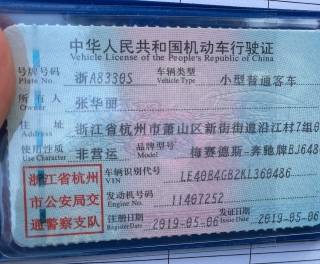 中华人民共和国机动车行驶证
Vehicle License of the People's Republic of China
号牌号码 浙A8330S 车辆类型 小型普通客车
Plate No. Vehicle Type
所有人 张华丽
Owner
住址 浙江省杭州市萧山区新街街道沿江村7组0
Address
使用性质 非营运 品牌型号 梅赛德斯-奔驰牌BJ648
Use Character Model
浙江省杭州 车辆识别代号 LE40B4GB2KL360486
VIN
市公安局交 发动机号码 11407252
Engine No.
通警察支队 注册日期 2019-05-06 发证日期 2019-05-06
Register Date Issue Date